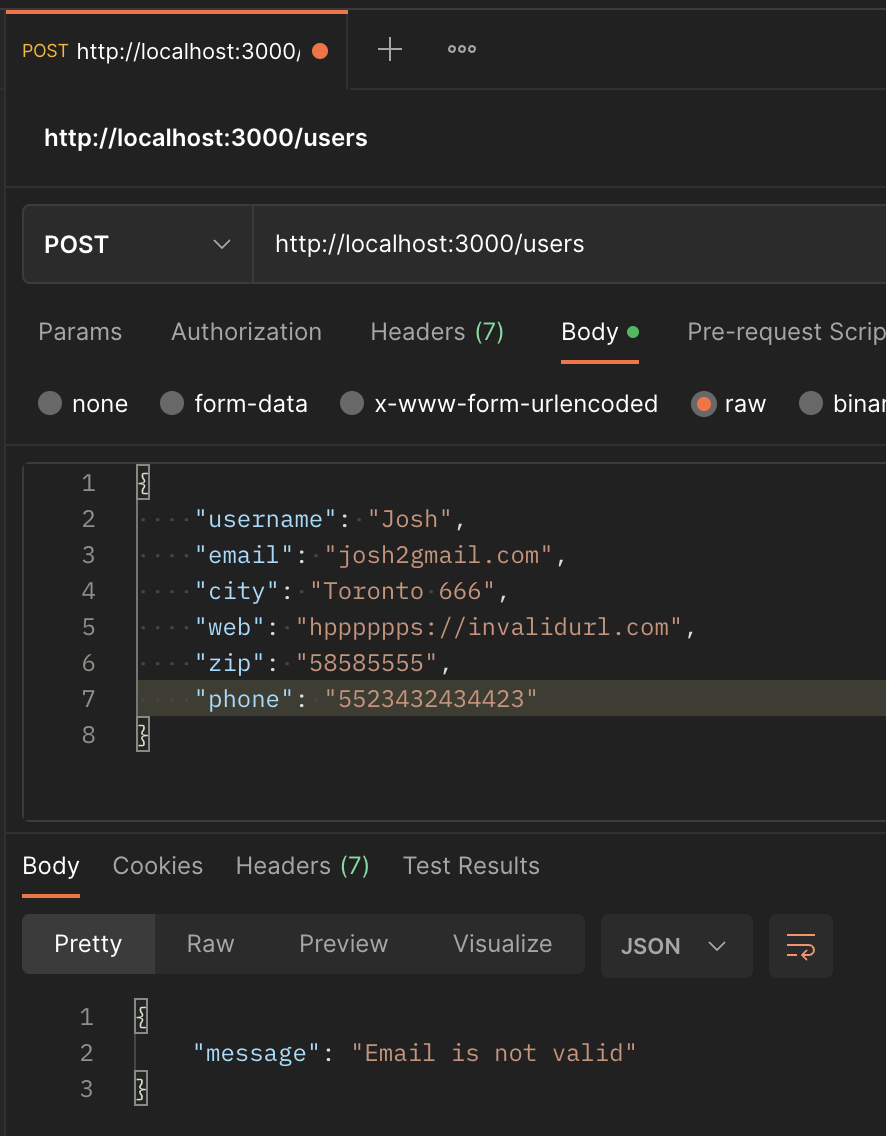 POST http://localhost:3000/
http://localhost:3000/users
POST http://localhost:3000/users
Params Authorization Headers (7) Body Pre-request Scrip
none form-data x-www-form-urlencoded raw binar
1 {
2 "username": "Josh",
3 "email": "josh2gmail.com",
4 "city": "Toronto 666",
5 "web": "hpppppps://invalidurl.com",
6 "zip": "58585555",
7 "phone": "5523432434423"
8 }
Body Cookies Headers (7) Test Results
Pretty Raw Preview Visualize JSON
1 {
2 "message": "Email is not valid"
3 }